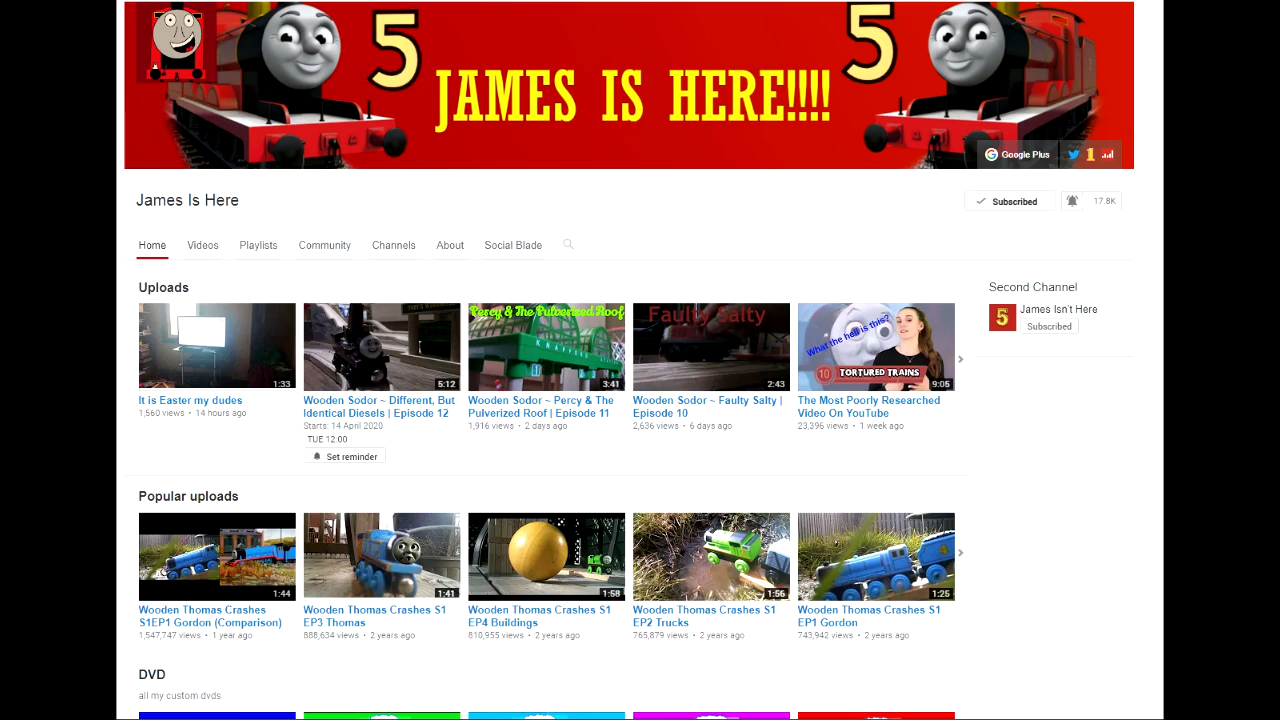 5
5
JAMES IS HERE!!!!
Google Plus
1
James Is Here
Subscribed
17.8K
Home
Videos
Playlists
Community
Channels
About
Social Blade
Uploads
Percy & The Pulverized Roof
KNAPFORD
Faulty Salty
What the hell is this?
10 TORTURED TRAINS
1:33
5:12
3:41
2:43
9:05
It is Easter my dudes
1,560 views • 14 hours ago
Wooden Sodor ~ Different, But
Identical Diesels | Episode 12
Starts: 14 April 2020
TUE 12:00
Set reminder
Wooden Sodor ~ Percy & The
Pulverized Roof | Episode 11
1,916 views • 2 days ago
Wooden Sodor ~ Faulty Salty |
Episode 10
2,636 views • 6 days ago
The Most Poorly Researched
Video On YouTube
23,396 views • 1 week ago
Second Channel
5
James Isn't Here
Subscribed
Popular uploads
1:44
1:41
1:58
1:56
1:25
Wooden Thomas Crashes
S1EP1 Gordon (Comparison)
1,547,747 views • 1 year ago
Wooden Thomas Crashes S1
EP3 Thomas
888,634 views • 2 years ago
Wooden Thomas Crashes S1
EP4 Buildings
810,955 views • 2 years ago
Wooden Thomas Crashes S1
EP2 Trucks
765,879 views • 2 years ago
Wooden Thomas Crashes S1
EP1 Gordon
743,942 views • 2 years ago
DVD
all my custom dvds